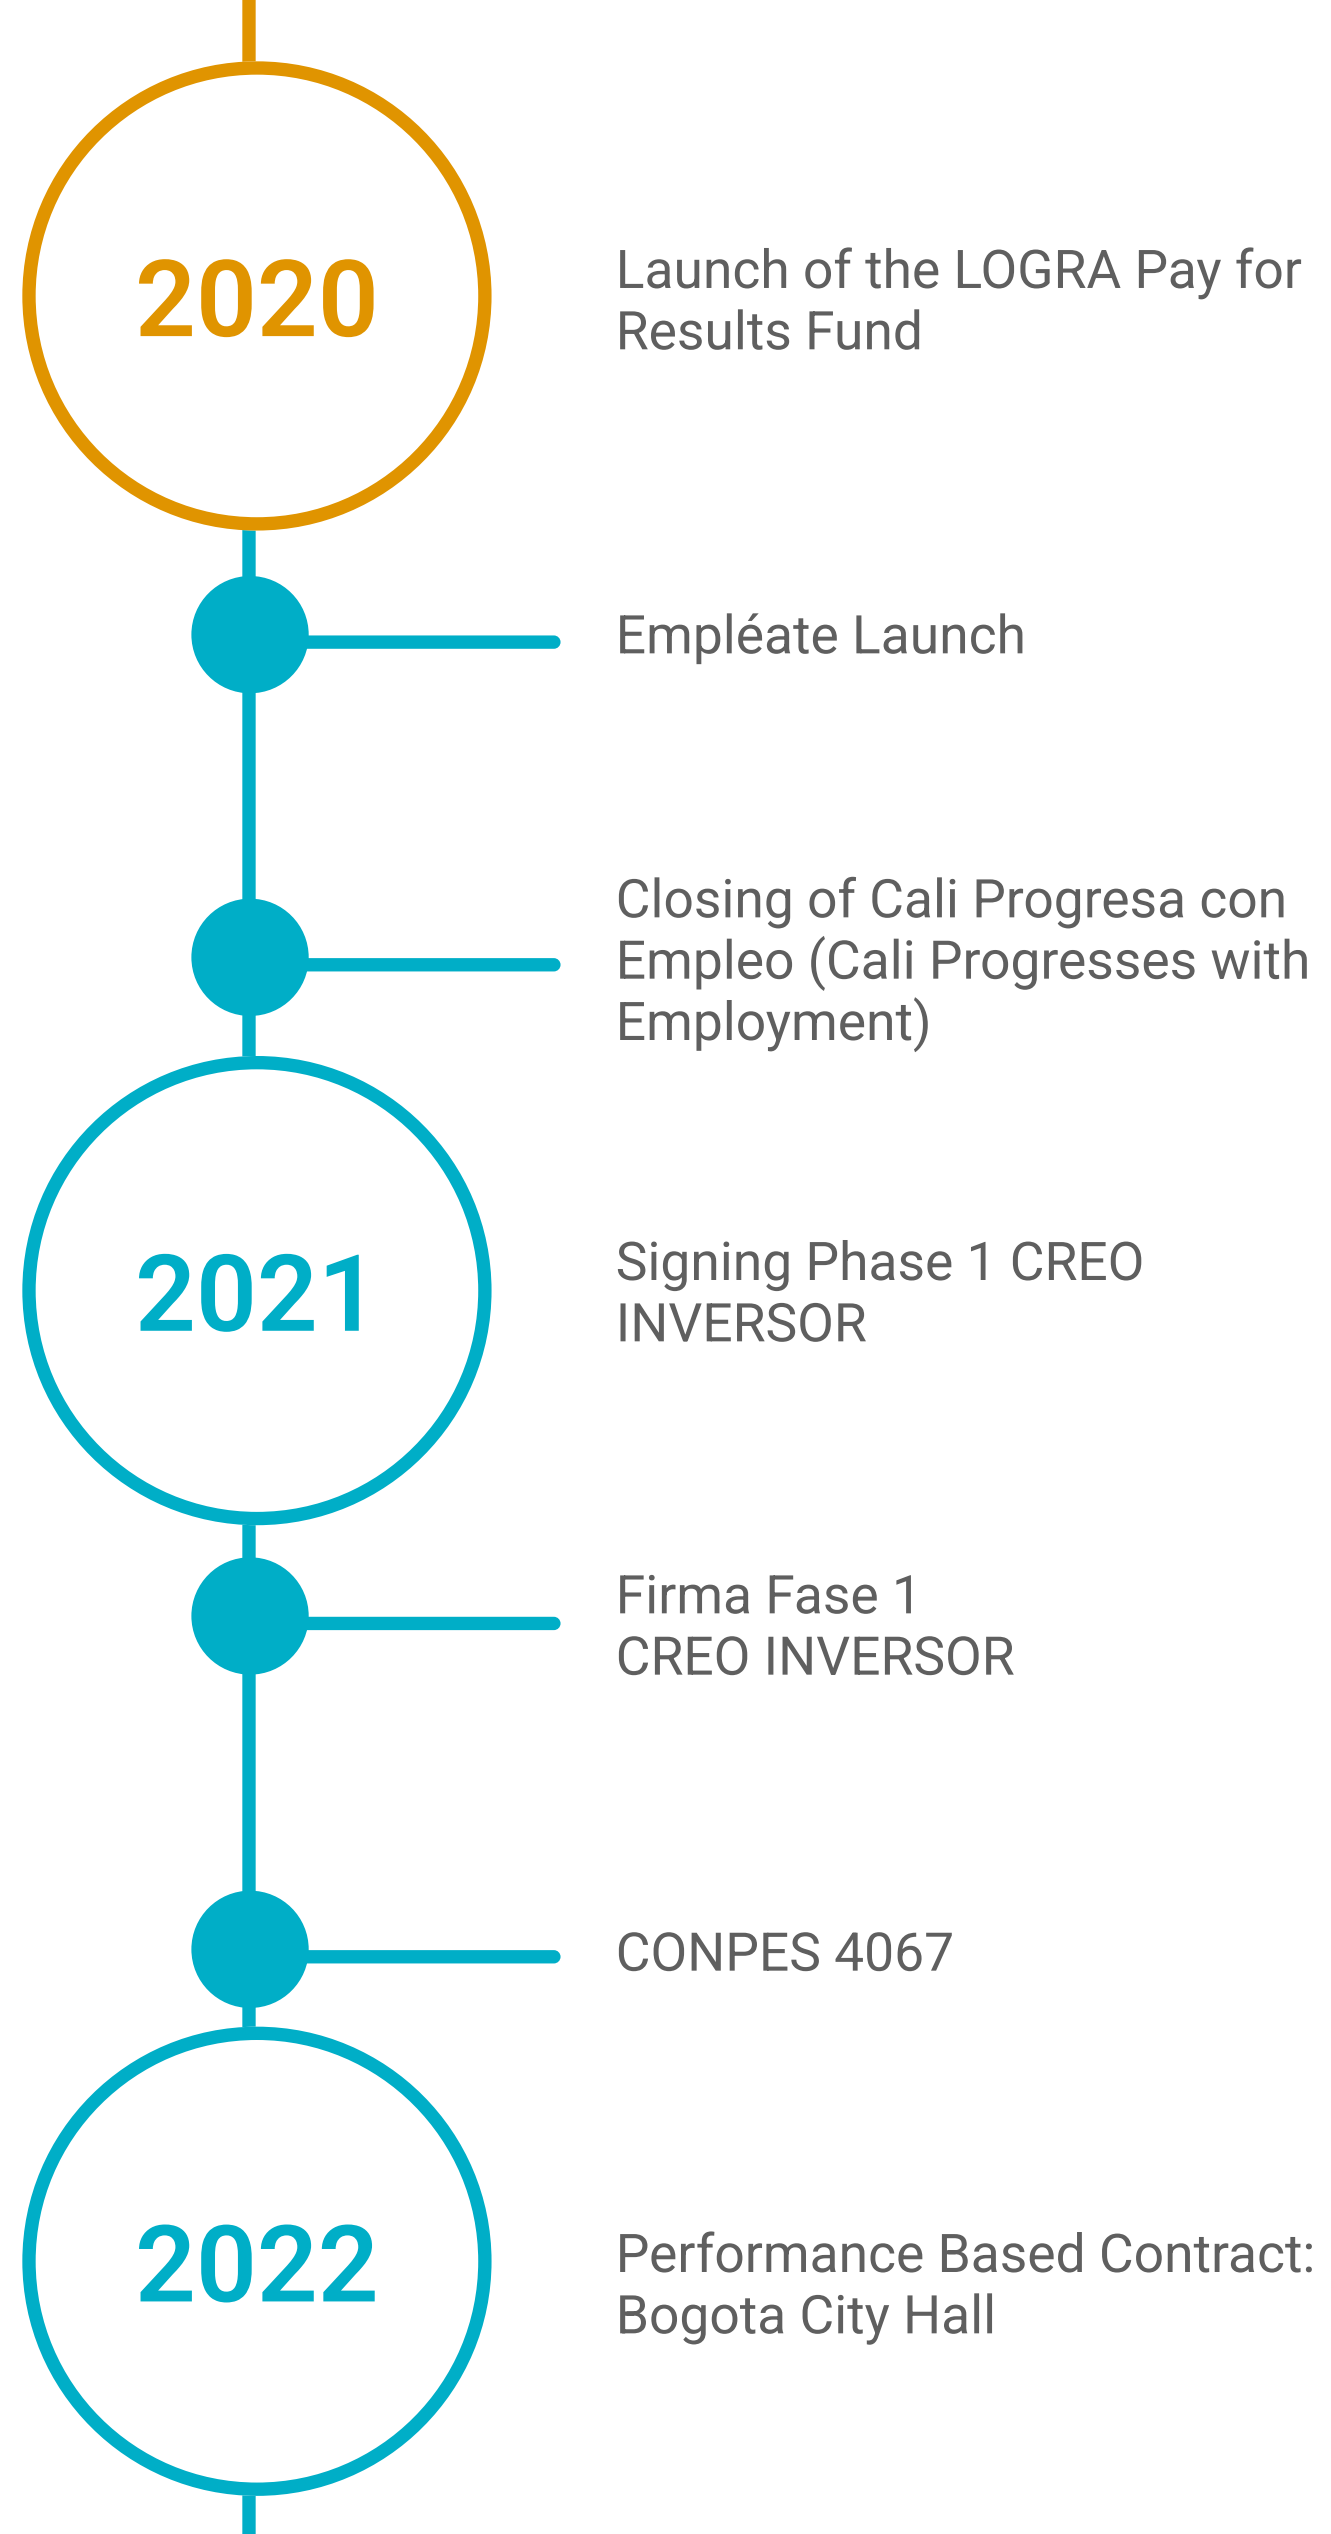 2020
Launch of the LOGRA Pay for
Results Fund
Empléate Launch
Closing of Cali Progresa con
Empleo (Cali Progresses with
Employment)
2021
Signing Phase 1 CREO
INVERSOR
Firma Fase 1
CREO INVERSOR
CONPES 4067
2022
Performance Based Contract:
Bogota City Hall